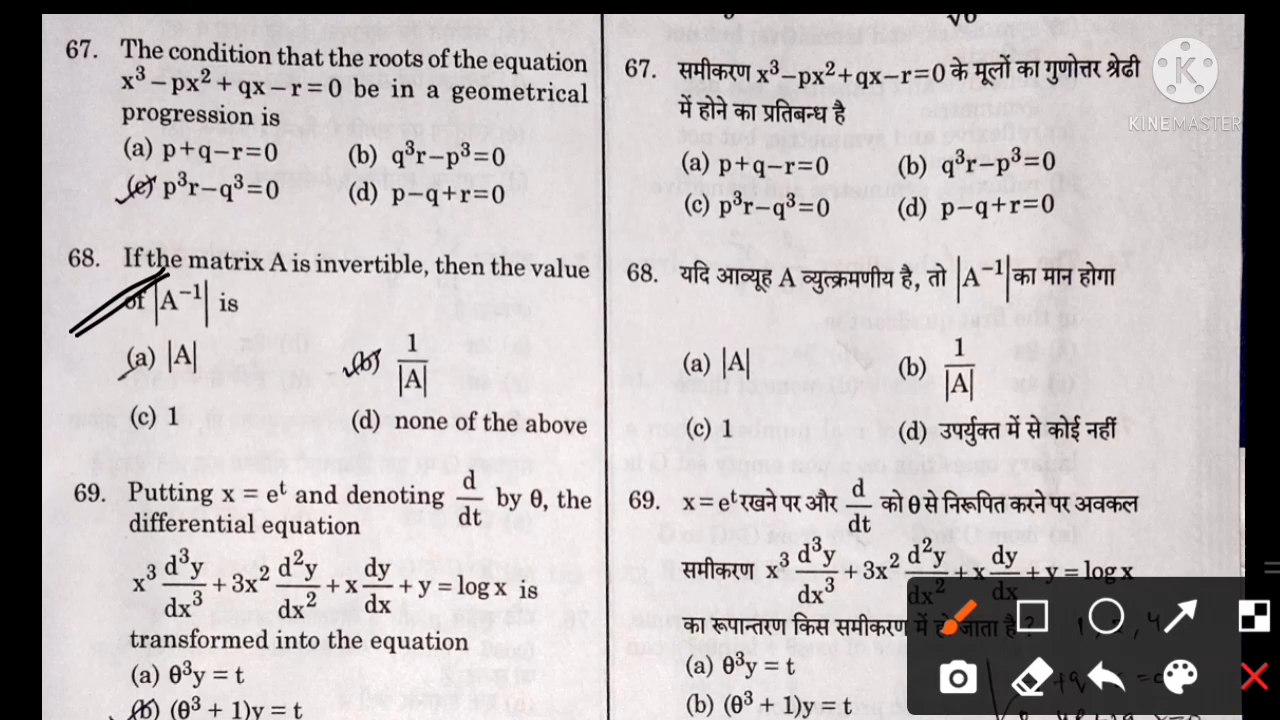 67. The condition that the roots of the equation
x³ – px² + qx – r = 0 be in a geometrical
progression is
(a) p+q–r=0 (b) q³r–p³=0
(c) p³r–q³=0 (d) p–q+r=0
68. If the matrix A is invertible, then the value
of |A⁻¹| is
(a) |A| (b) 1/|A|
(c) 1 (d) none of the above
69. Putting x = eᵗ and denoting d/dt by θ, the
differential equation
x³ d³y/dx³ + 3x² d²y/dx² + x dy/dx + y = log x is
transformed into the equation
(a) θ³y = t
(b) (θ³ + 1)y = t
67. समीकरण x³–px²+qx–r=0 के मूलों का गुणोत्तर श्रेढी
में होने का प्रतिबन्ध है
(a) p+q–r=0 (b) q³r–p³=0
(c) p³r–q³=0 (d) p–q+r=0
68. यदि आव्यूह A व्युत्क्रमणीय है, तो |A⁻¹| का मान होगा
(a) |A| (b) 1/|A|
(c) 1 (d) उपर्युक्त में से कोई नहीं
69. x = eᵗ रखने पर और d/dt को θ से निरूपित करने पर अवकल
समीकरण x³ d³y/dx³ + 3x² d²y/dx² + x dy/dx + y = log x
का रूपान्तरण किस समीकरण में हो जाता है ?
(a) θ³y = t
(b) (θ³ + 1)y = t
K
KINEMASTER